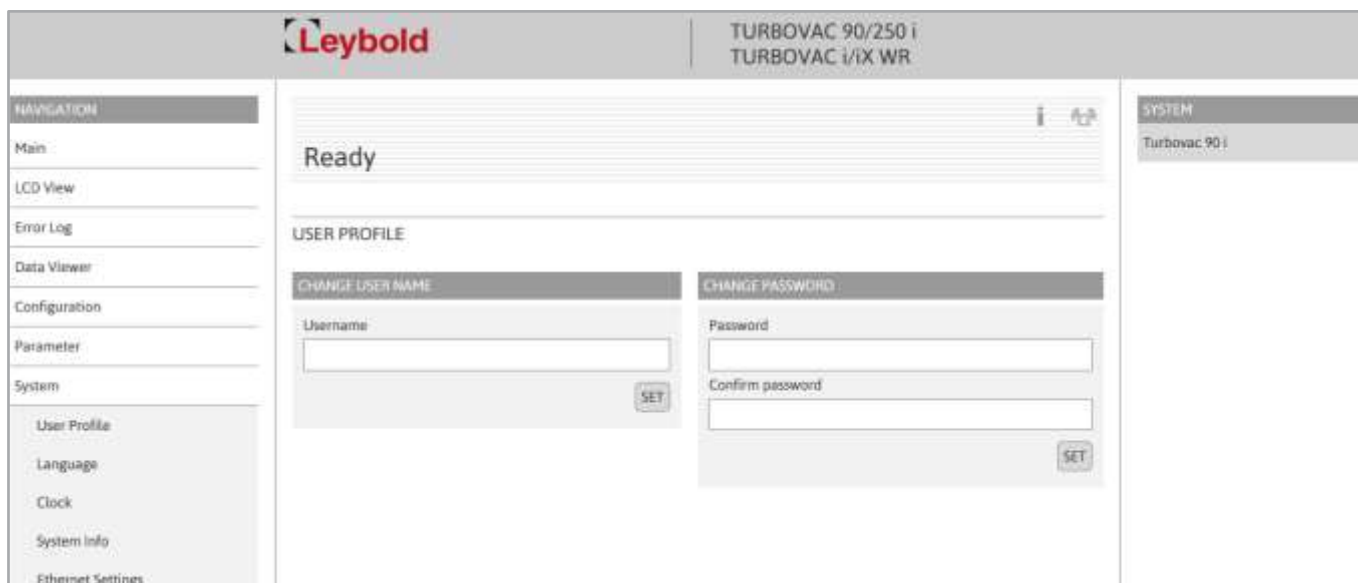 Leybold
TURBOVAC 90/250 i
TURBOVAC i/iX WR
NAVIGATION
Main
LCD View
Error Log
Data Viewer
Configuration
Parameter
System
User Profile
Language
Clock
System Info
Ethernet Settings
i
Ready
USER PROFILE
CHANGE USER NAME
Username
SET
CHANGE PASSWORD
Password
Confirm password
SET
SYSTEM
Turbovac 90 i